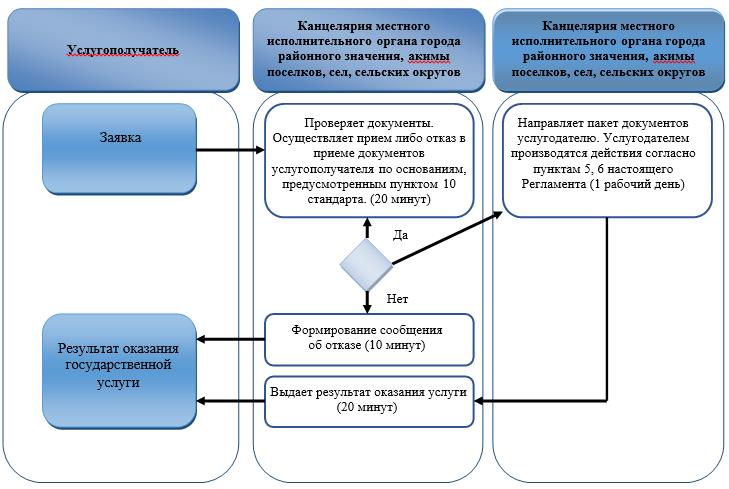 Услугополучатель
Канцелярия местного
исполнительного органа города
районного значения, акимы
поселков, сел, сельских округов
Канцелярия местного
исполнительного органа города
районного значения, акимы
поселков, сел, сельских округов
Заявка
Проверяет документы.
Осуществляет прием либо отказ в
приеме документов
услугополучателя по основаниям,
предусмотренным пунктом 10
стандарта. (20 минут)
Направляет пакет документов
услугодателю. Услугодателем
производятся действия согласно
пунктам 5, 6 настоящего
Регламента (1 рабочий день)
Да
Нет
Формирование сообщения
об отказе (10 минут)
Результат оказания
государственной
услуги
Выдает результат оказания услуги
(20 минут)